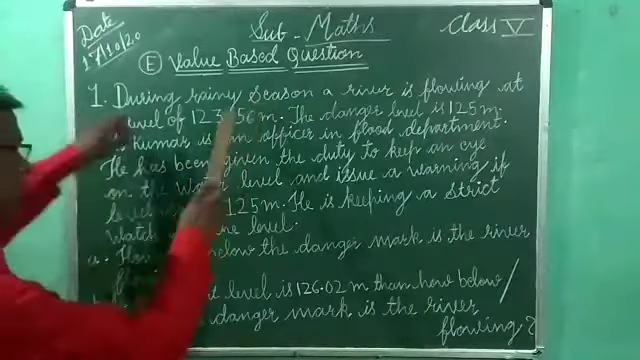 Date
17/10/20
Sub - Maths
Class V
(E) Value Based Question
1. During rainy season a river is flowing at
level of 123.56 m. The danger level is 125 m.
Kumar is an officer in flood department.
He has been given the duty to keep an eye
on the water level and issue a warning if
level 125 m. He is keeping a strict
watch level.
a. How below the danger mark is the river
level is 126.02 m than how below/
danger mark is the river
flowing?